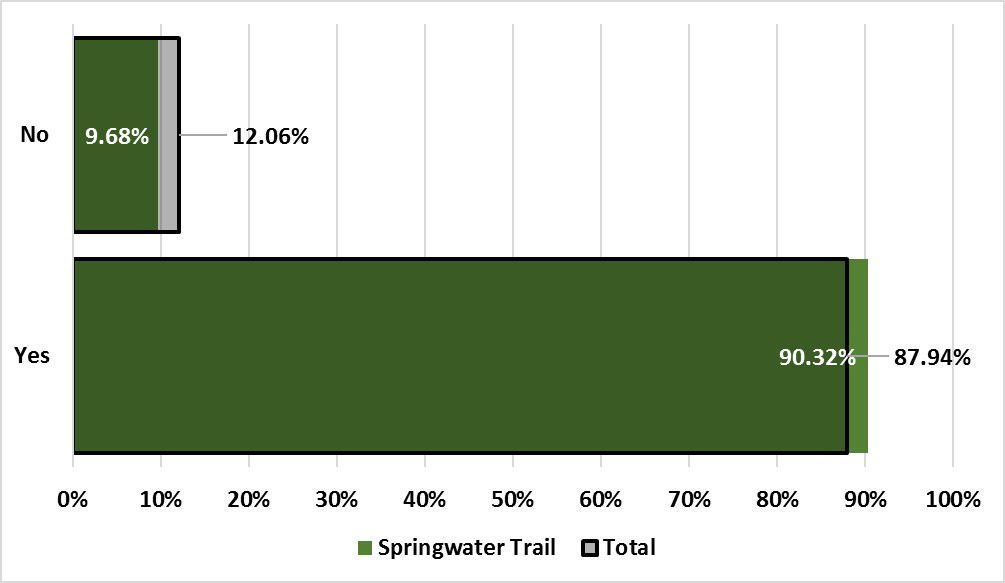 No
9.68%
12.06%
Yes
90.32%
87.94%
0% 10% 20% 30% 40% 50% 60% 70% 80% 90% 100%
Springwater Trail Total